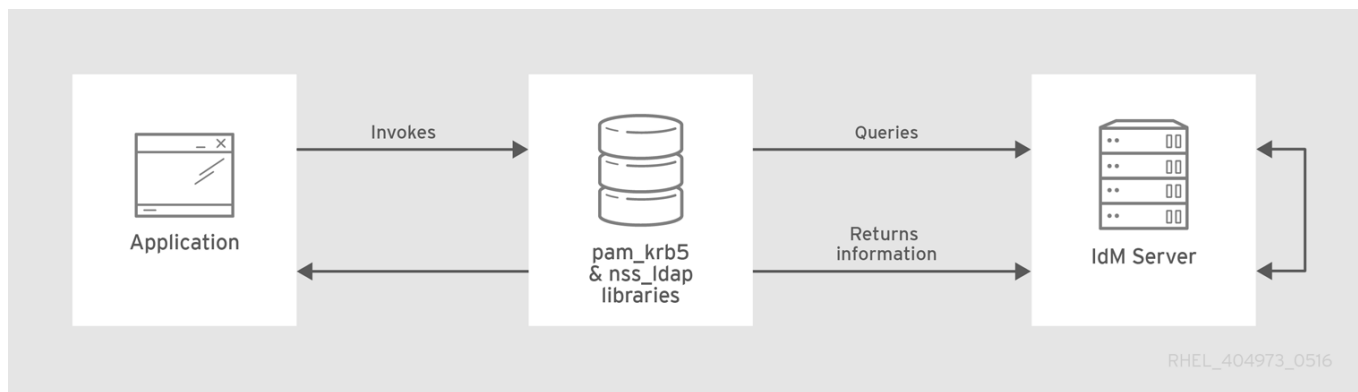 Invokes
Queries
Application
pam_krb5
& nss_ldap
libraries
Returns
information
IdM Server
RHEL_404973_0516